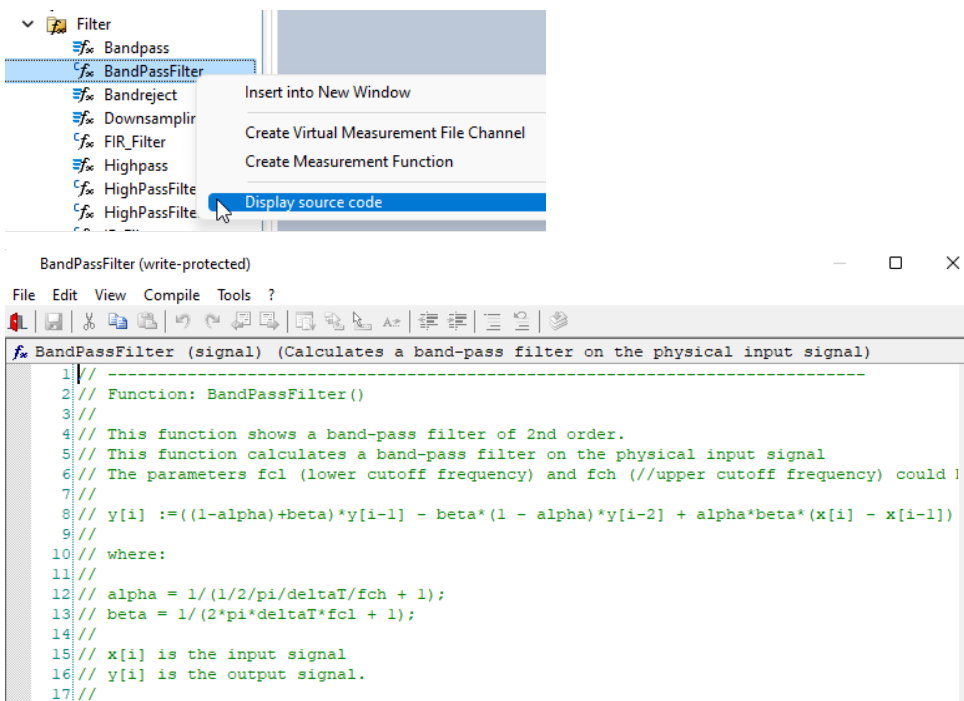 Filter
Bandpass
BandPassFilter
Bandreject
Insert into New Window
Downsamplin
Create Virtual Measurement File Channel
FIR_Filter
Create Measurement Function
Highpass
HighPassFilte
Display source code
HighPassFilte
BandPassFilter (write-protected)
File Edit View Compile Tools ?
fx BandPassFilter (signal) (Calculates a band-pass filter on the physical input signal)
1 // ----------------------------------------------------------------------------
2 // Function: BandPassFilter()
3 //
4 // This function shows a band-pass filter of 2nd order.
5 // This function calculates a band-pass filter on the physical input signal
6 // The parameters fcl (lower cutoff frequency) and fch (//upper cutoff frequency) could
7 //
8 // y[i] :=((1-alpha)+beta)*y[i-1] - beta*(1 - alpha)*y[i-2] + alpha*beta*(x[i] - x[i-1])
9 //
10 // where:
11 //
12 // alpha = 1/(1/2/pi/deltaT/fch + 1);
13 // beta = 1/(2*pi*deltaT*fcl + 1);
14 //
15 // x[i] is the input signal
16 // y[i] is the output signal.
17 //